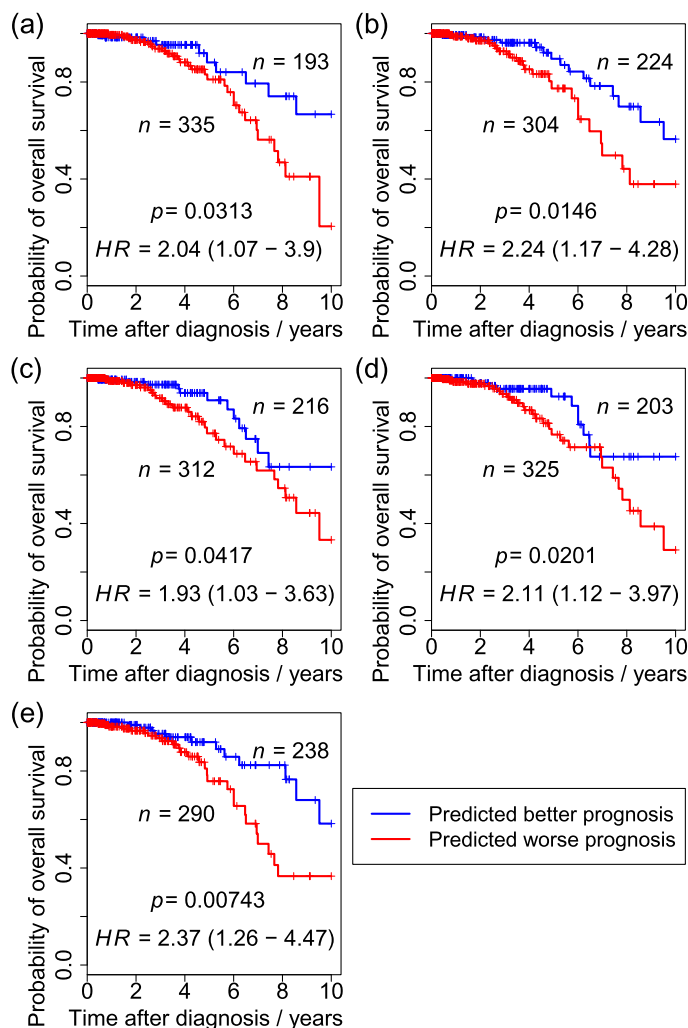 (a)
Probability of overall survival
0.0 0.4 0.8
n = 193
n = 335
p = 0.0313
HR = 2.04 (1.07 − 3.9)
0 2 4 6 8 10
Time after diagnosis / years
(b)
Probability of overall survival
0.0 0.4 0.8
n = 224
n = 304
p = 0.0146
HR = 2.24 (1.17 − 4.28)
0 2 4 6 8 10
Time after diagnosis / years
(c)
Probability of overall survival
0.0 0.4 0.8
n = 216
n = 312
p = 0.0417
HR = 1.93 (1.03 − 3.63)
0 2 4 6 8 10
Time after diagnosis / years
(d)
Probability of overall survival
0.0 0.4 0.8
n = 203
n = 325
p = 0.0201
HR = 2.11 (1.12 − 3.97)
0 2 4 6 8 10
Time after diagnosis / years
(e)
Probability of overall survival
0.0 0.4 0.8
n = 238
n = 290
p = 0.00743
HR = 2.37 (1.26 − 4.47)
0 2 4 6 8 10
Time after diagnosis / years
Predicted better prognosis
Predicted worse prognosis